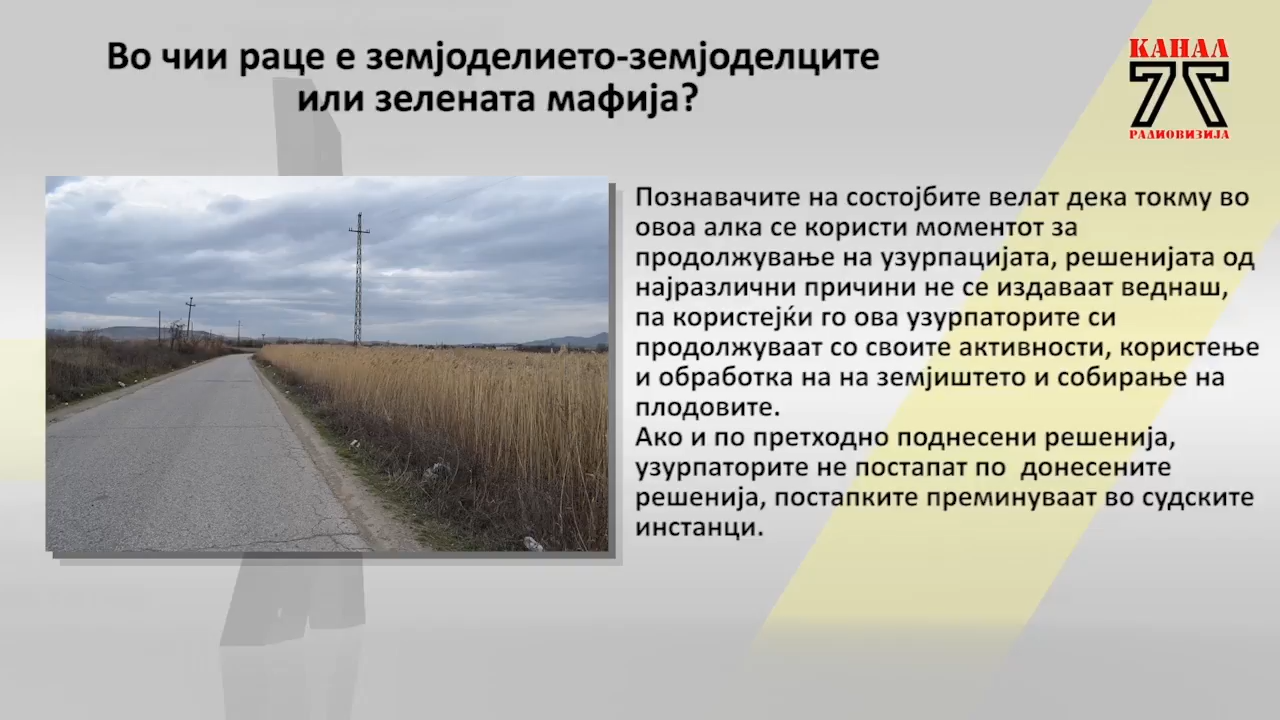 Во чии раце е земјоделието-земјоделците
или зелената мафија?
КАНАЛ
77
РАДИОВИЗИЈА
Познавачите на состојбите велат дека токму во
овоа алка се користи моментот за
продолжување на узурпацијата, решенијата од
најразлични причини не се издаваат веднаш,
па користејќи го ова узурпаторите си
продолжуваат со своите активности, користење
и обработка на на земјиштето и собирање на
плодовите.
Ако и по претходно поднесени решенија,
узурпаторите не постапат по  донесените
решенија, постапките преминуваат во судските
инстанци.